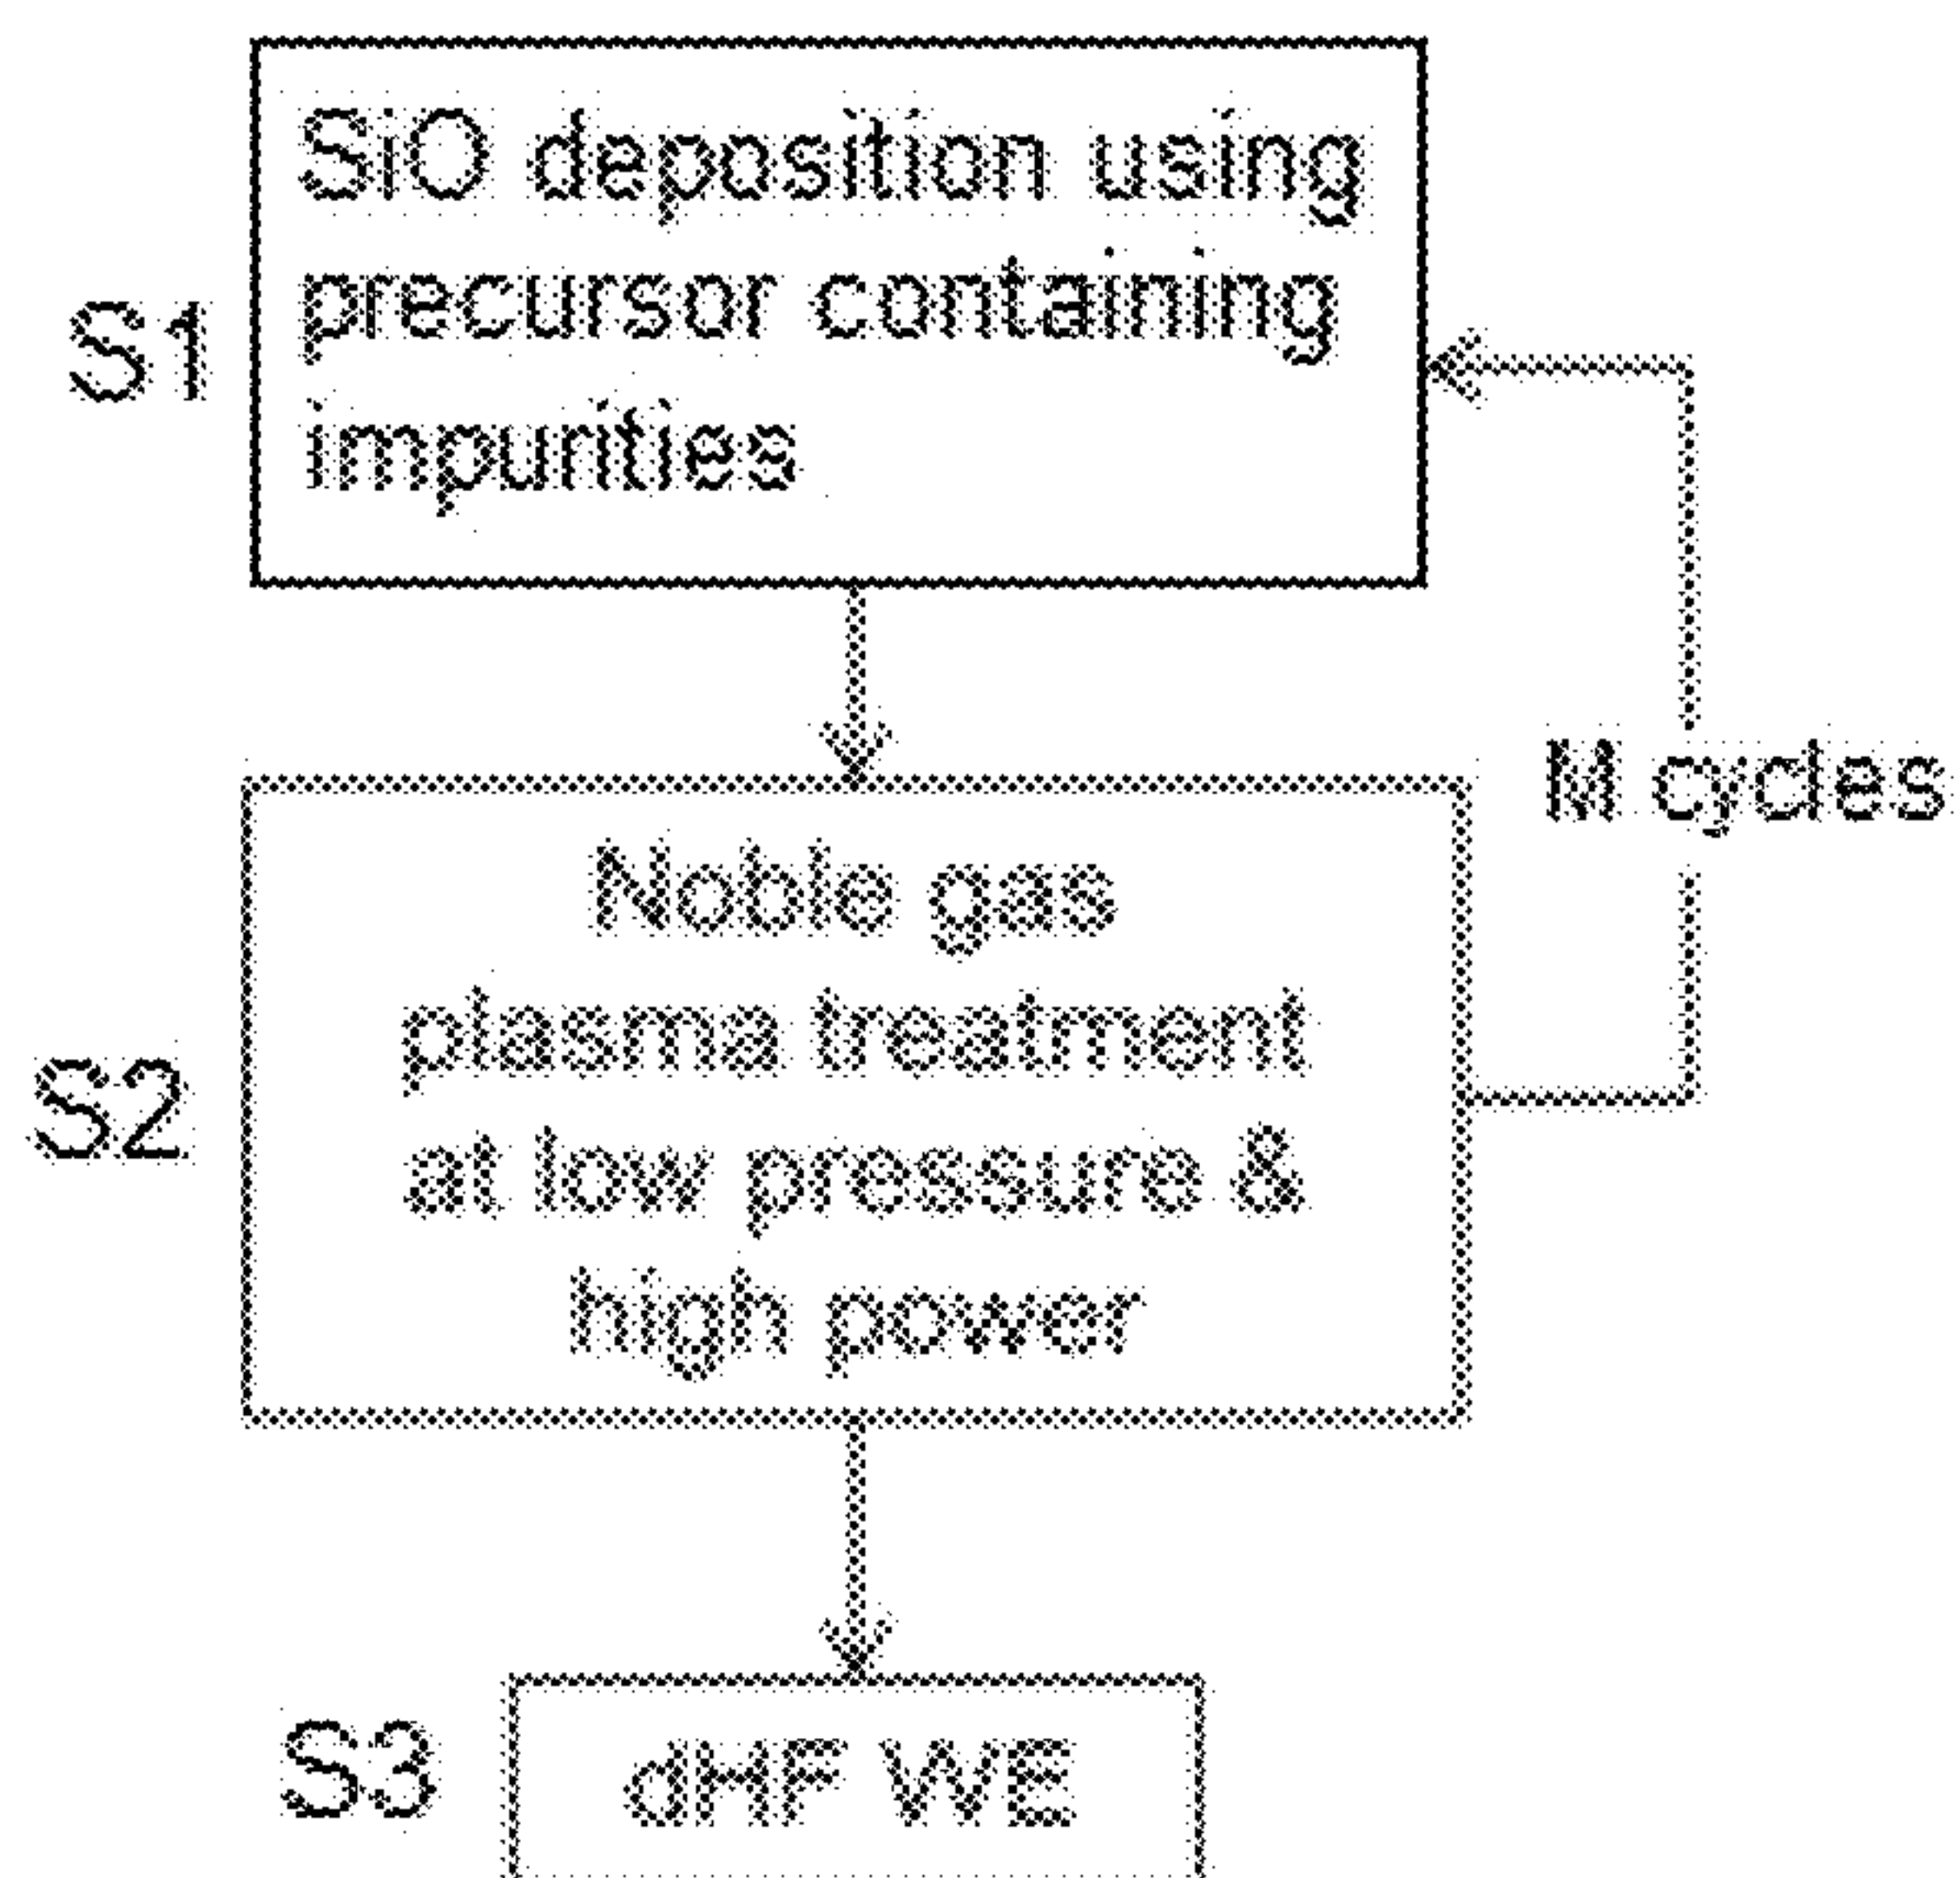 SiO deposition using
precursor containing
impurities
S1
M cycles
Noble gas
plasma treatment
at low pressure &
high power
S2
S3
dHF WE